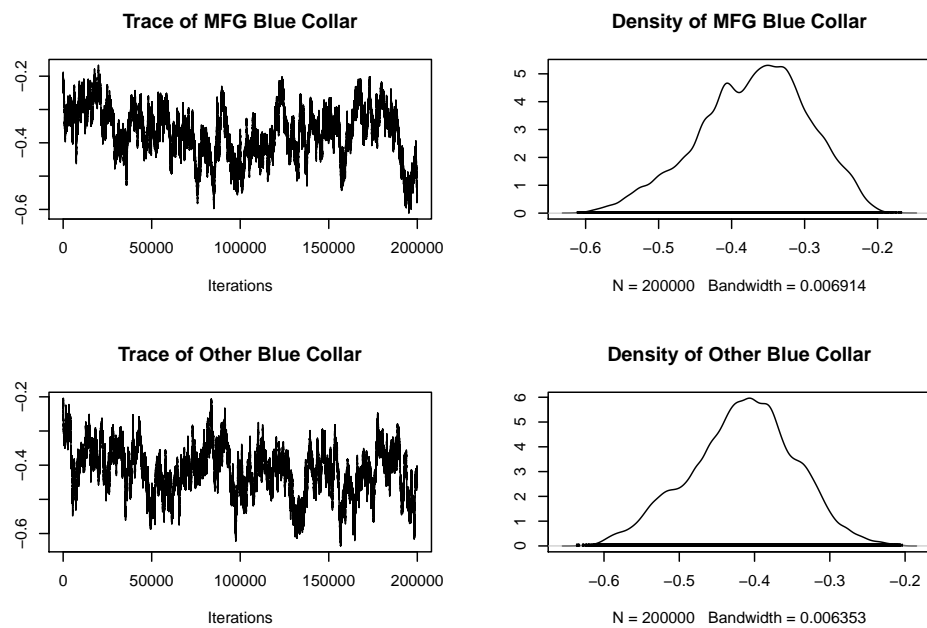 Trace of MFG Blue Collar
−0.2
−0.4
−0.6
0 50000 100000 150000 200000
Iterations
Density of MFG Blue Collar
5
4
3
2
1
0
−0.6 −0.5 −0.4 −0.3 −0.2
N = 200000 Bandwidth = 0.006914
Trace of Other Blue Collar
−0.2
−0.4
−0.6
0 50000 100000 150000 200000
Iterations
Density of Other Blue Collar
6
5
4
3
2
1
0
−0.6 −0.5 −0.4 −0.3 −0.2
N = 200000 Bandwidth = 0.006353